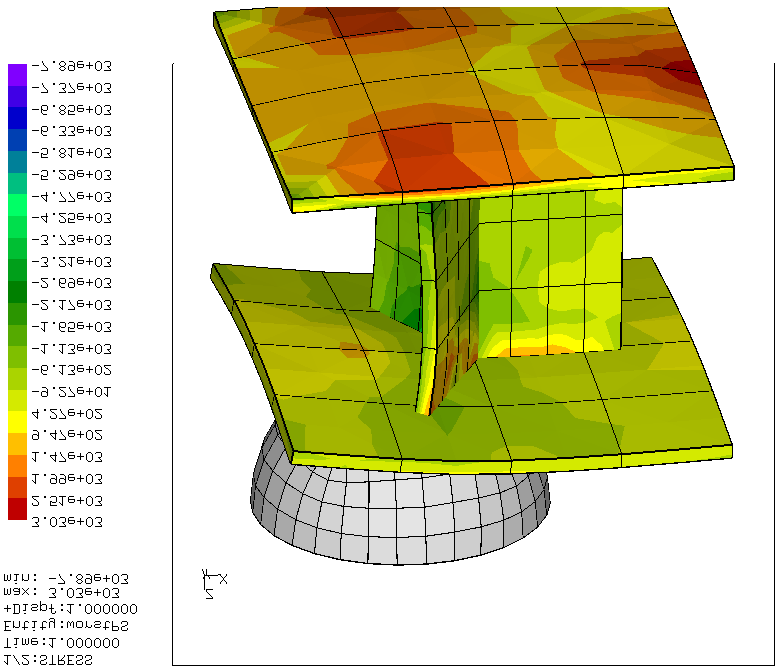 -7.89e+03
-7.37e+03
-6.85e+03
-6.33e+03
-5.81e+03
-5.29e+03
-4.77e+03
-4.25e+03
-3.73e+03
-3.21e+03
-2.69e+03
-2.17e+03
-1.65e+03
-1.13e+03
-6.13e+02
-9.27e+01
4.27e+02
9.47e+02
1.47e+03
1.99e+03
2.51e+03
3.03e+03
min: -7.89e+03
max: 3.03e+03
+Dispf:1.000000
Entity:worstPS
Time:1.000000
1/2:STRESS
Y X
Z